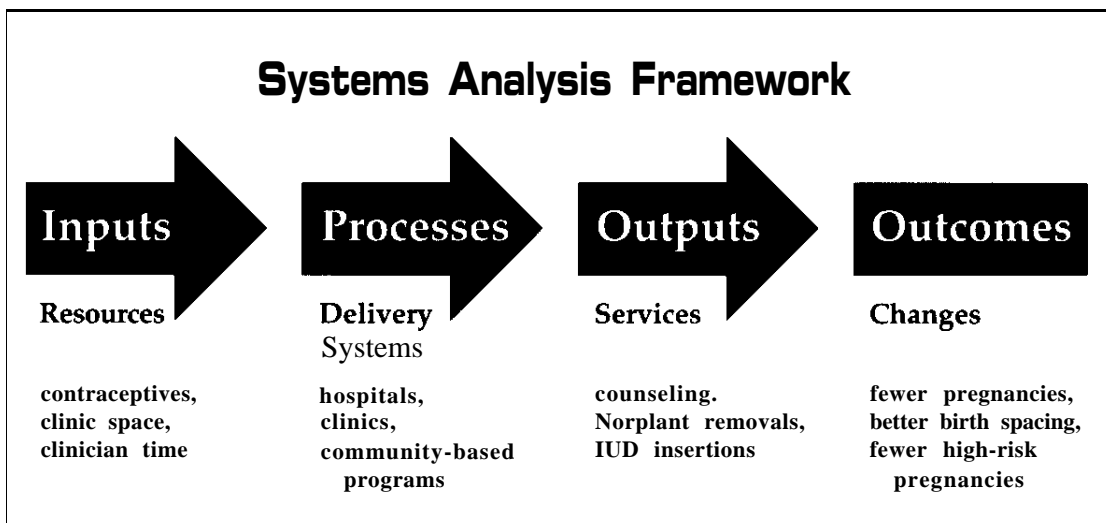 Systems Analysis Framework
Inputs
Processes
Outputs
Outcomes
Resources
Delivery
Systems
Services
Changes
contraceptives,
clinic space,
clinician time
hospitals,
clinics,
community-based
programs
counseling.
Norplant removals,
IUD insertions
fewer pregnancies,
better birth spacing,
fewer high-risk
pregnancies